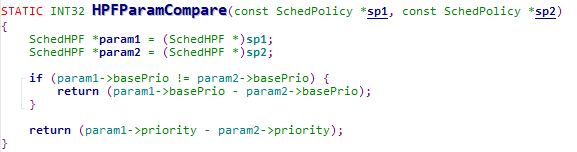 STATIC INT32 HPFParamCompare(const SchedPolicy *sp1, const SchedPolicy *sp2)
{
    SchedHPF *param1 = (SchedHPF *)sp1;
    SchedHPF *param2 = (SchedHPF *)sp2;

    if (param1->basePrio != param2->basePrio) {
        return (param1->basePrio - param2->basePrio);
    }

    return (param1->priority - param2->priority);
}